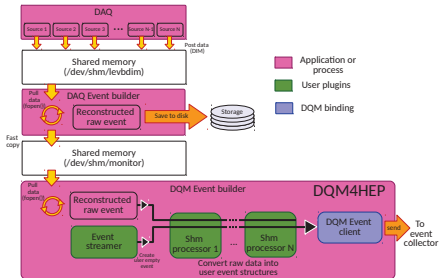 DAQ
Source 1
Source 2
Source 3
...
Source N-1
Source N
Post data
(DIM)
Shared memory
(/dev/shm/levbdim)
Application or
process
User plugins
DQM binding
Pull
data
(fopen())
DAQ Event builder
Reconstructed
raw event
Save to disk
Storage
Fast
copy
Shared memory
(/dev/shm/monitor)
Pull
data
(fopen())
DQM Event builder
DQM4HEP
Reconstructed
raw event
Event
streamer
Create
user empty
event
Shm
processor 1
...
Shm
processor N
DQM Event
client
send
To
event
collector
Convert raw data into
user event structures